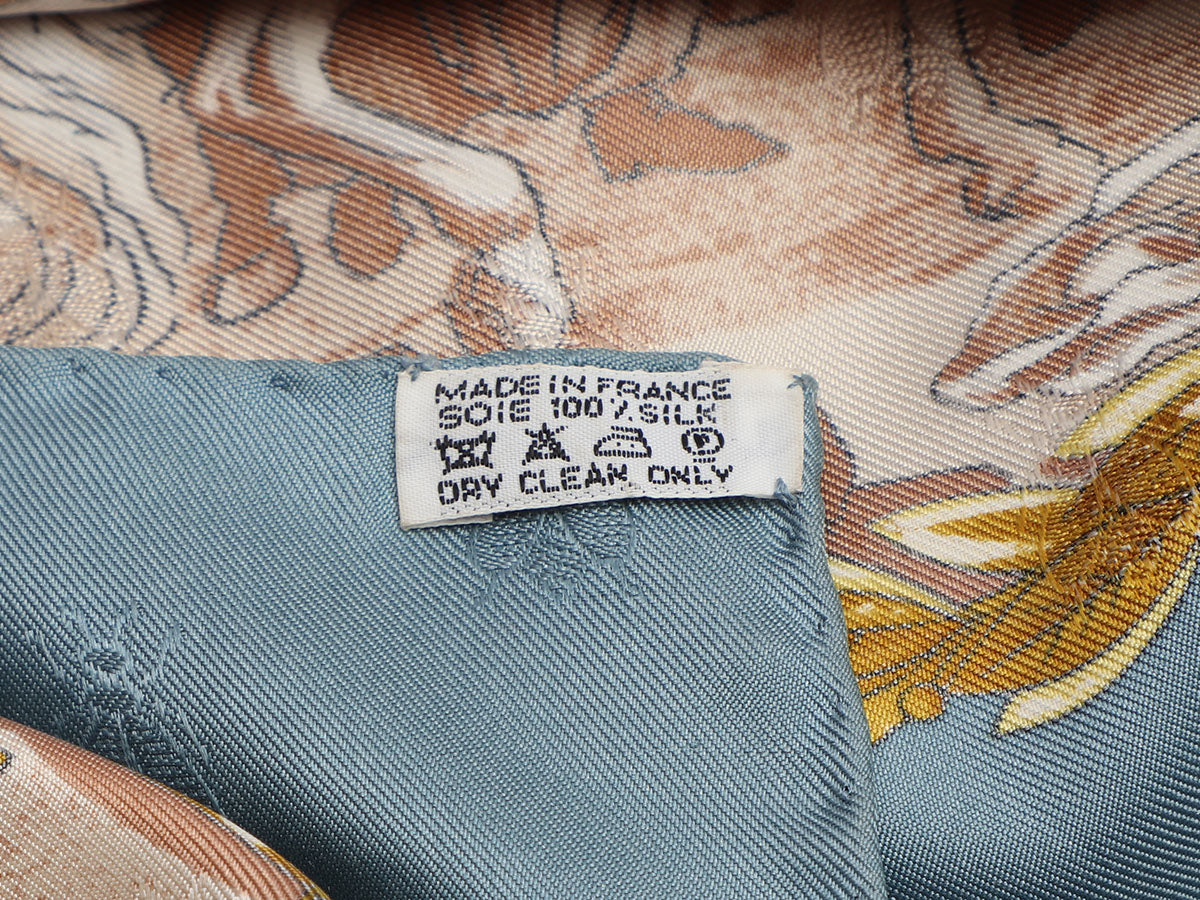 MADE IN FRANCE
SOIE 100% SILK
P
DRY CLEAN ONLY